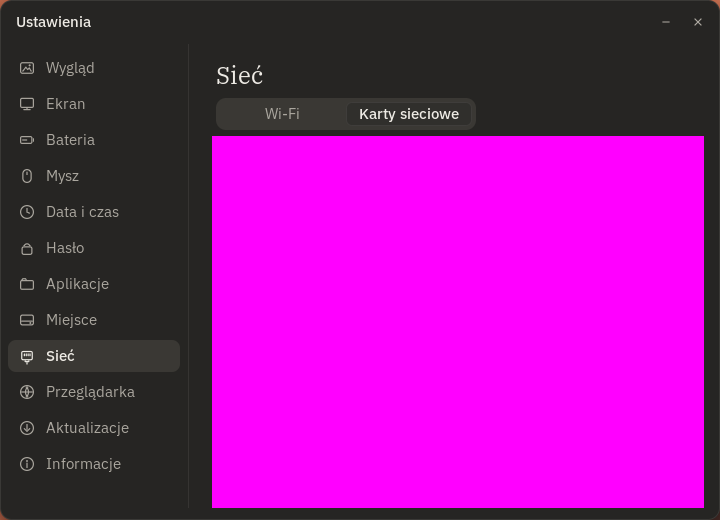 Ustawienia
Wygląd
Ekran
Bateria
Mysz
Data i czas
Hasło
Aplikacje
Miejsce
Sieć
Przeglądarka
Aktualizacje
Informacje
Sieć
Wi-Fi
Karty sieciowe